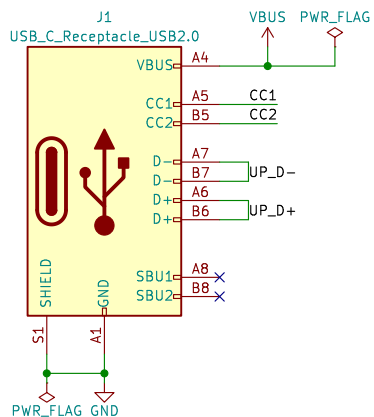 J1
USB_C_Receptacle_USB2.0
VBUS
PWR_FLAG
VBUS A4
CC1 A5 CC1
CC2 B5 CC2
D- A7
D- B7 UP_D-
D+ A6
D+ B6 UP_D+
SBU1 A8
SBU2 B8
SHIELD
GND
S1
A1
PWR_FLAG GND